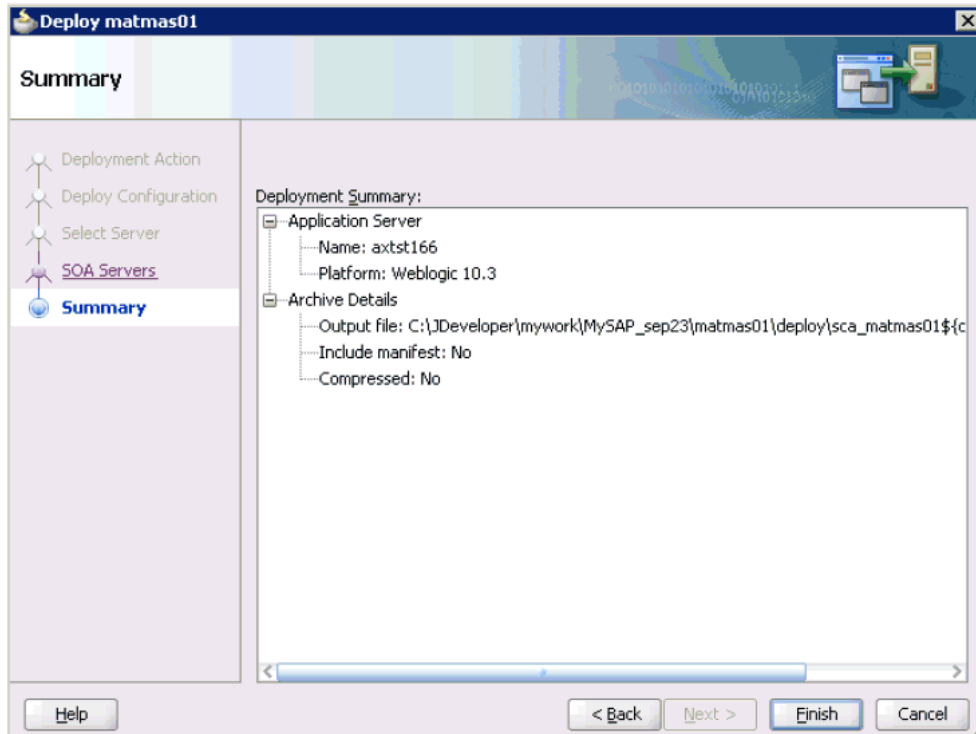 Deploy matmas01
Summary
Deployment Action
Deploy Configuration
Select Server
SOA Servers
Summary
Deployment Summary:
Application Server
Name: axtst166
Platform: Weblogic 10.3
Archive Details
Output file: C:\JDeveloper\mywork\MySAP_sep23\matmas01\deploy\sca_matmas01${c
Include manifest: No
Compressed: No
Help
< Back
Next >
Finish
Cancel